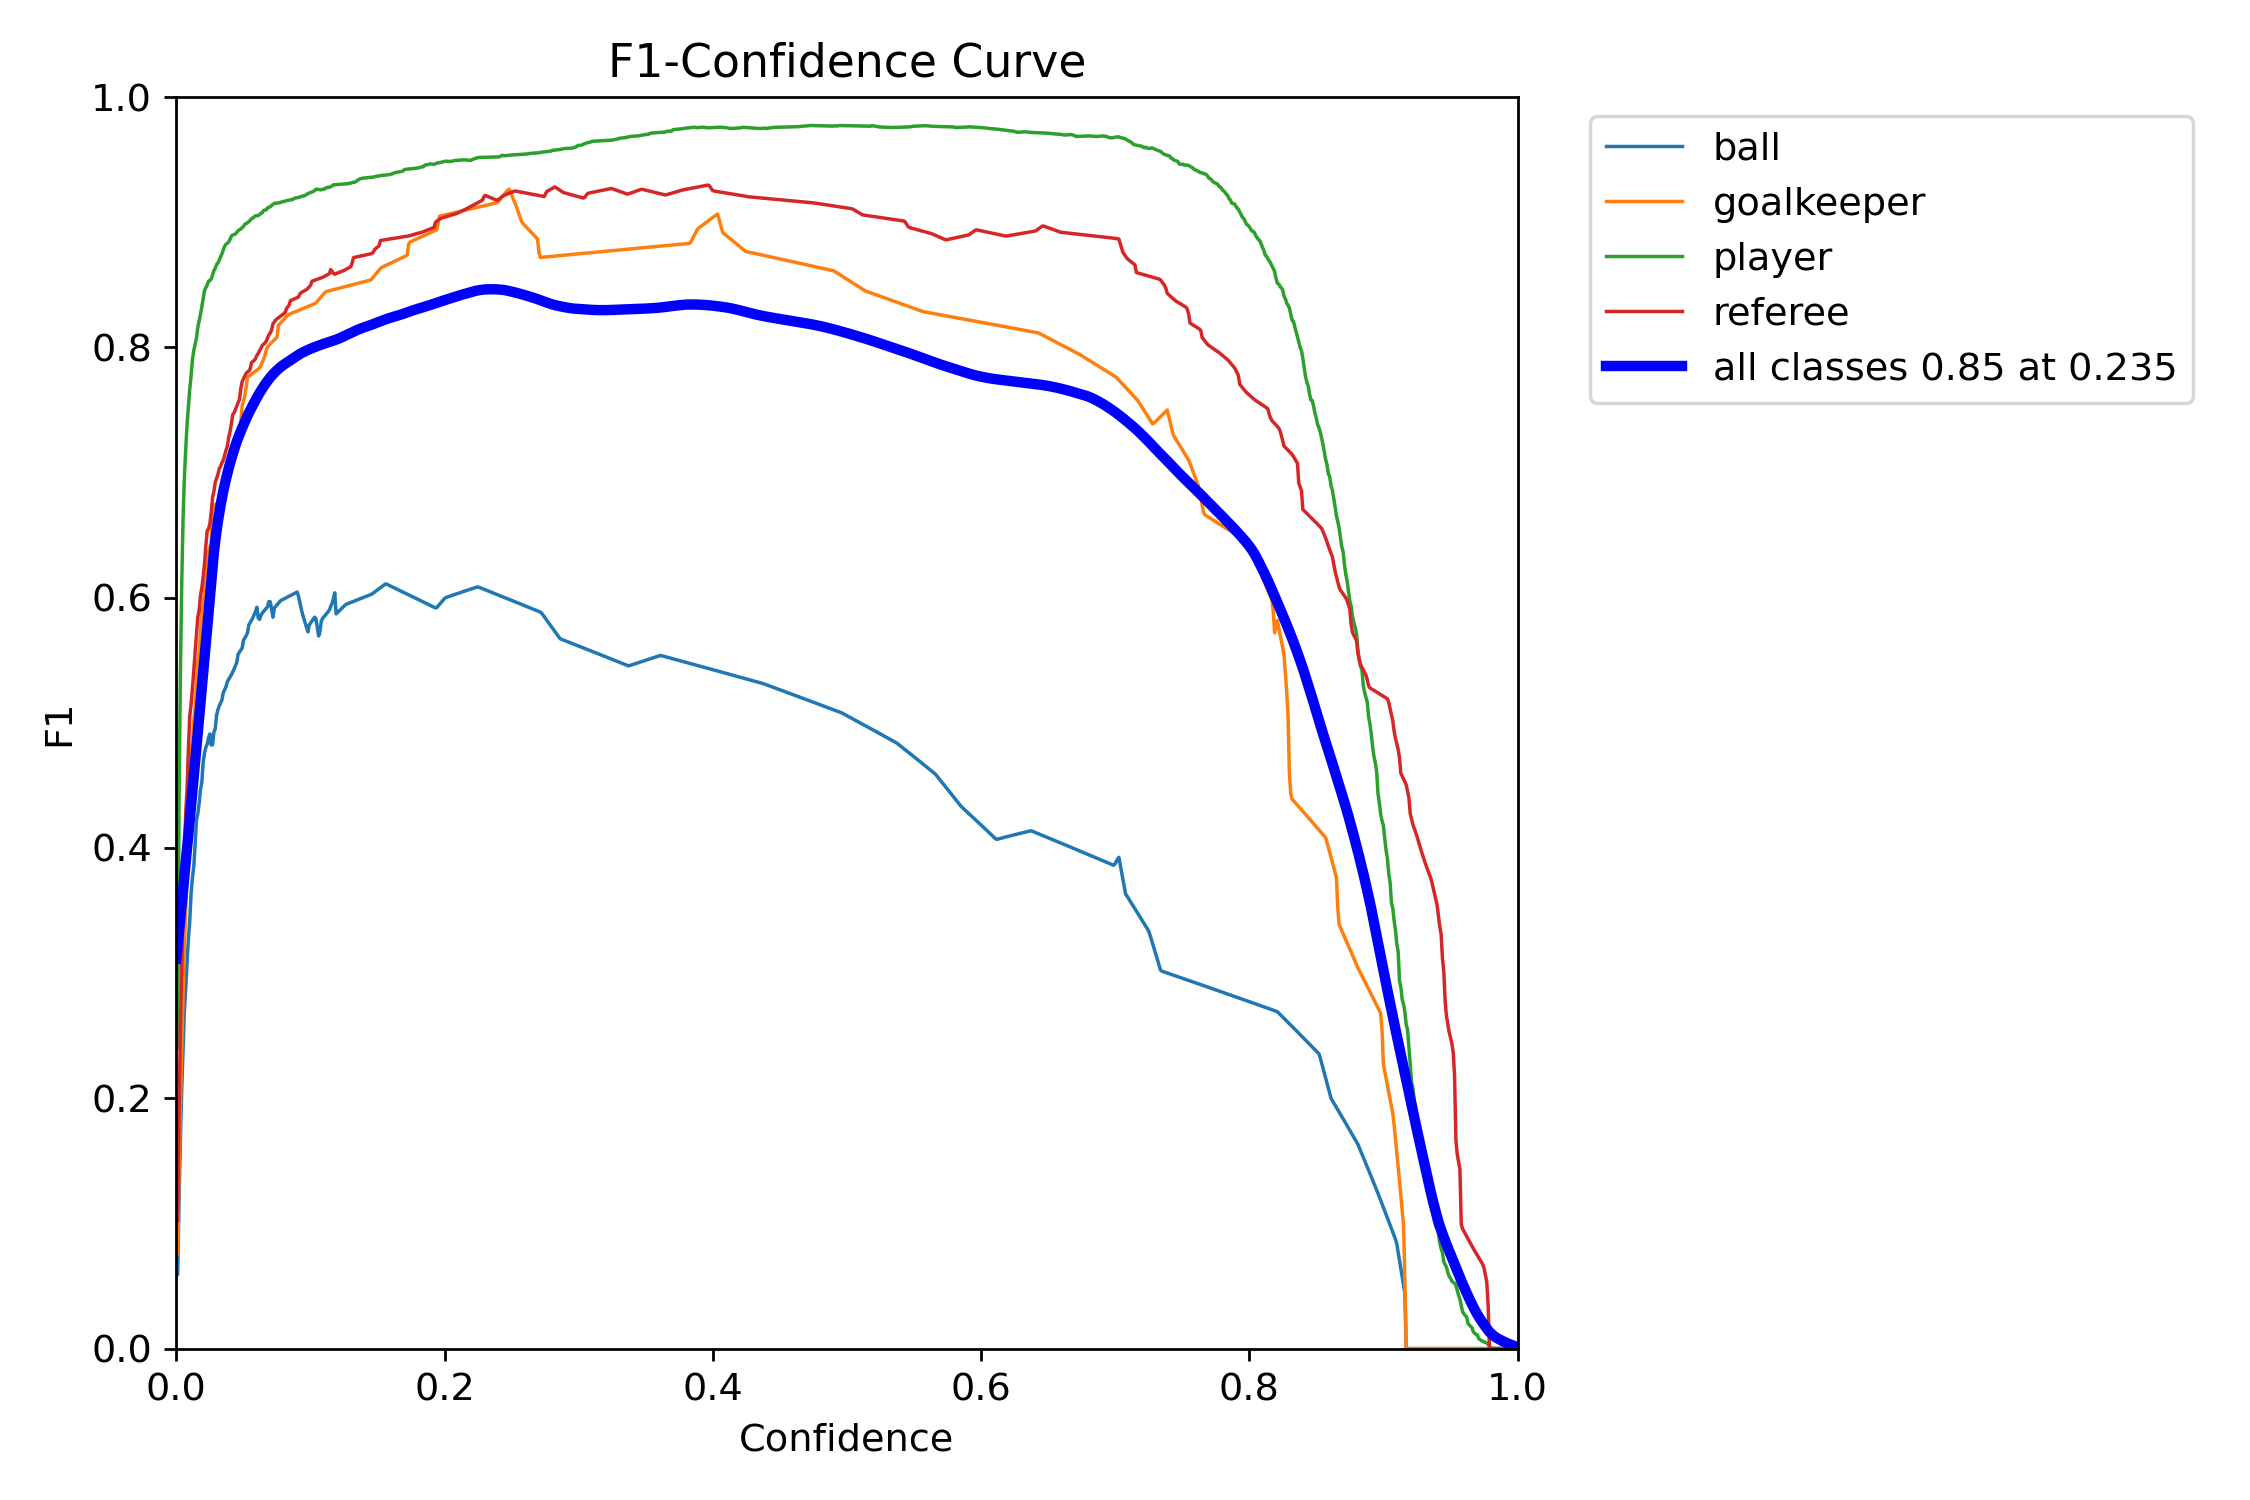 F1-Confidence Curve
1.0
0.8
0.6
0.4
0.2
0.0
F1
0.0 0.2 0.4 0.6 0.8 1.0
Confidence
ball
goalkeeper
player
referee
all classes 0.85 at 0.235